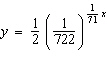 y = 1/2 (1/722)^(1/71 x)